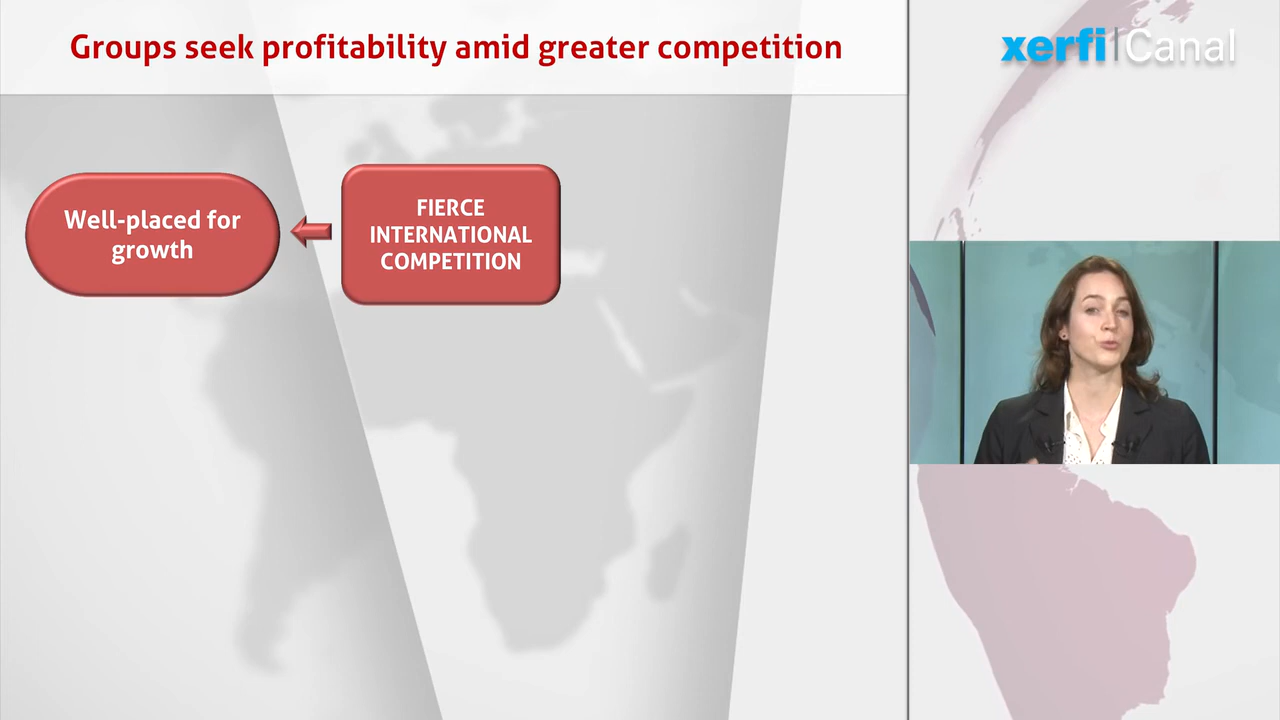 Groups seek profitability amid greater competition
xerfi Canal
Well-placed for
growth
FIERCE
INTERNATIONAL
COMPETITION